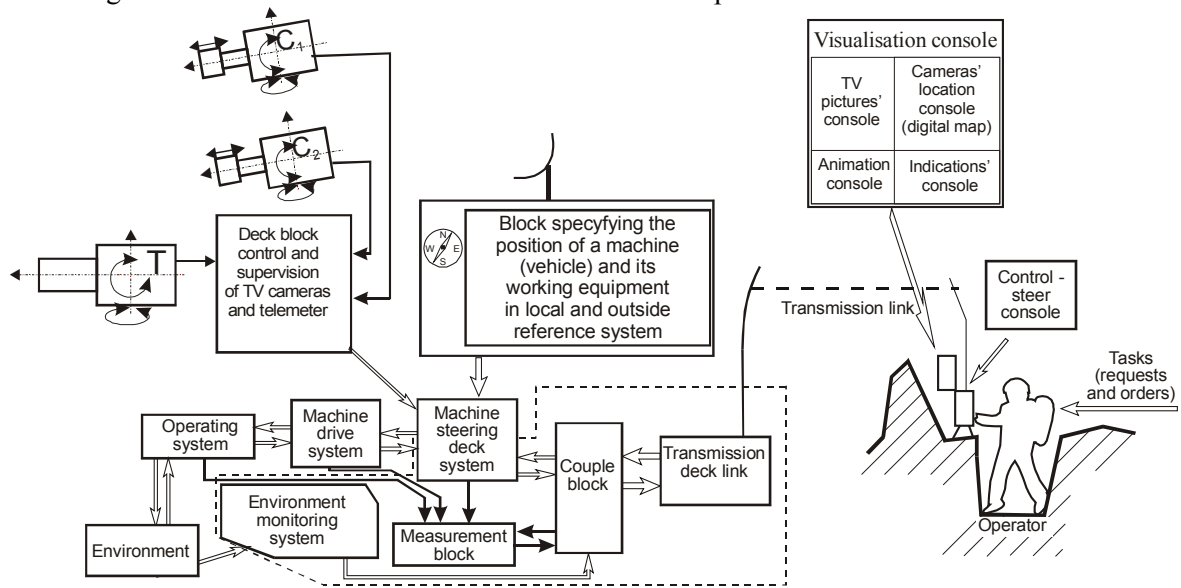 C1
C2
T
Deck block
control and
supervision
of TV cameras
and telemeter
N
W E
S
Block specyfying the
position of a machine
(vehicle) and its
working equipment
in local and outside
reference system
Visualisation console
TV
pictures'
console
Cameras'
location
console
(digital map)
Animation
console
Indications'
console
Transmission link
Control -
steer
console
Tasks
(requests
and orders)
Operator
Operating
system
Machine
drive
system
Machine
steering
deck
system
Couple
block
Transmission
deck link
Environment
monitoring
system
Measurement
block
Environment